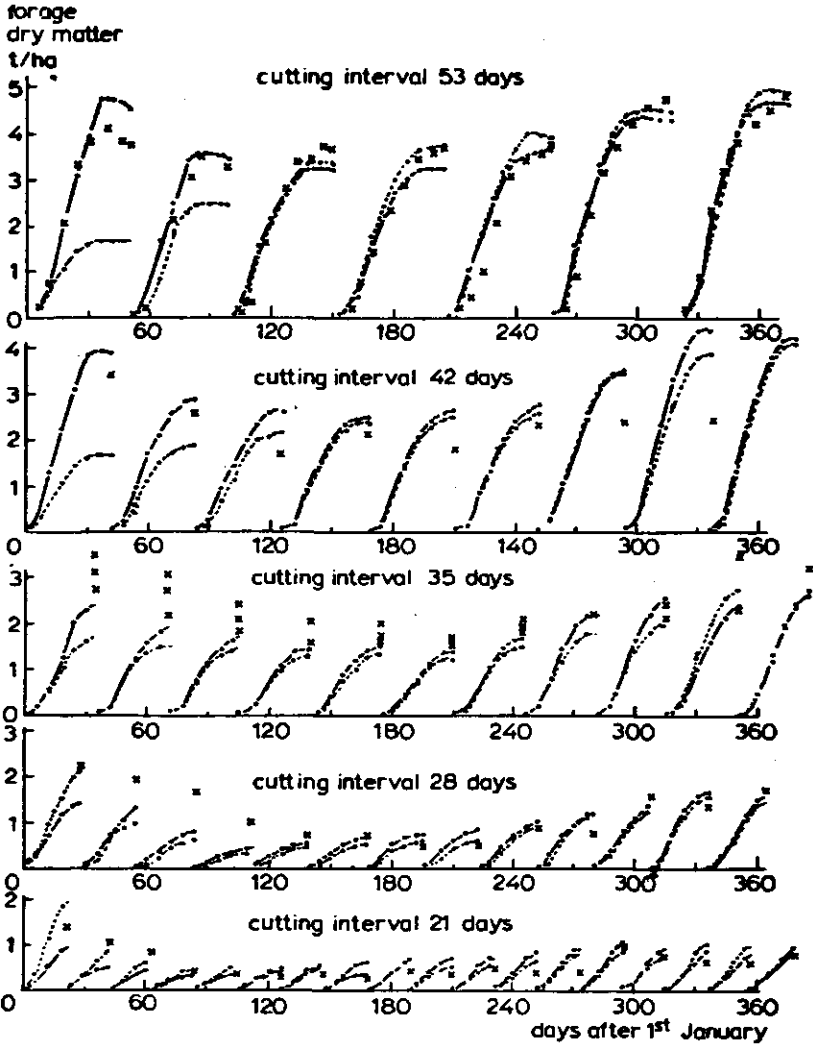 forage
dry matter
t/ha
cutting interval 53 days
5
4
3
2
1
0
60 120 180 240 300 360
cutting interval 42 days
4
3
2
1
0
60 120 180 140 300 360
cutting interval 35 days
3
2
1
0
60 120 180 240 300 360
cutting interval 28 days
3
2
1
0
60 120 180 240 300 360
cutting interval 21 days
2
1
0
60 120 180 240 300 360
days after 1st January